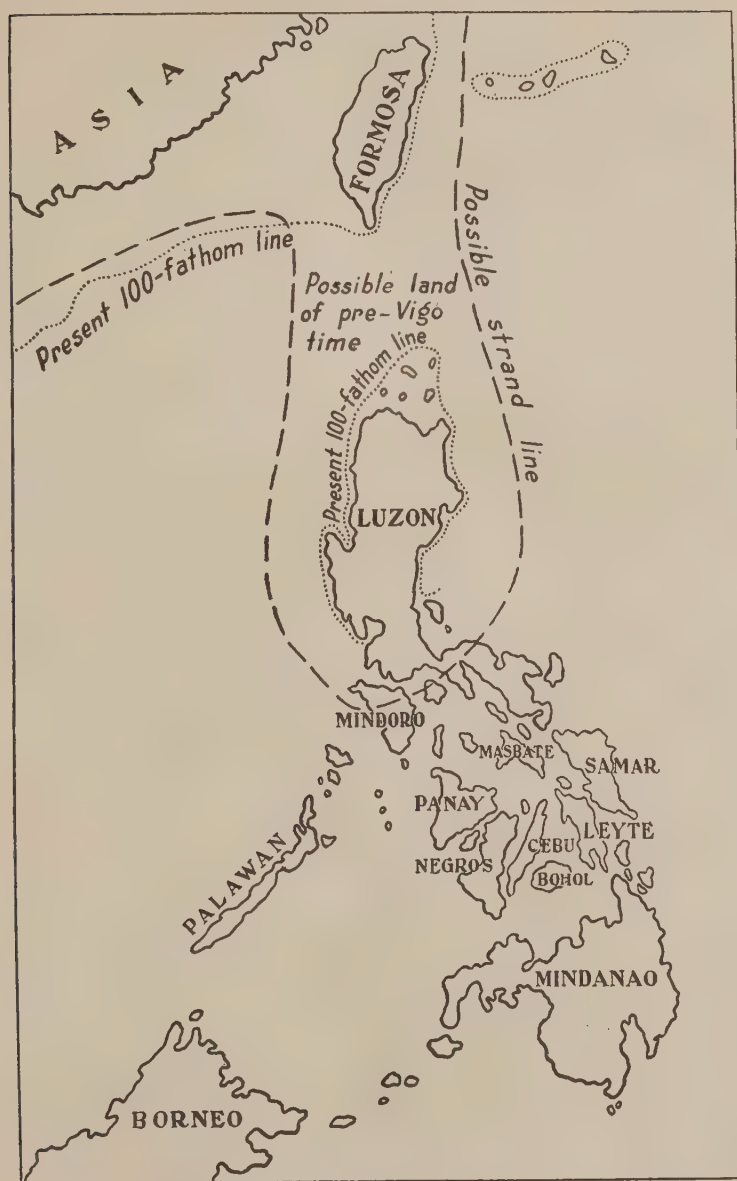 ASIA
FORMOSA
Present 100-fathom line
Possible land
of pre-Vigo
time
Possible strand line
Present 100-fathom line
LUZON
MINDORO
MASBATE
SAMAR
PANAY
LEYTE
CEBU
NEGROS
BOHOL
PALAWAN
MINDANAO
BORNEO